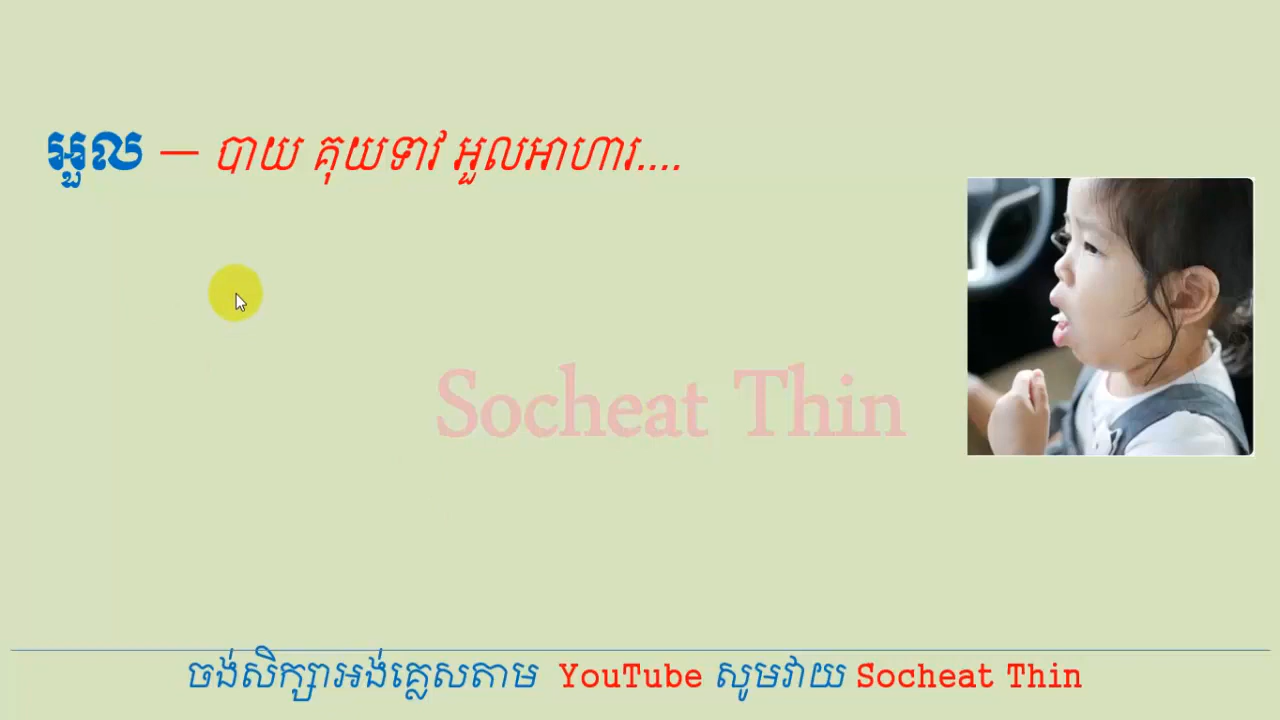 អួល – បាយ គុយទាវ អួលអាហារ....
Socheat Thin
ចង់សិក្សាអង់គ្លេសតាម YouTube សូមវាយ Socheat Thin